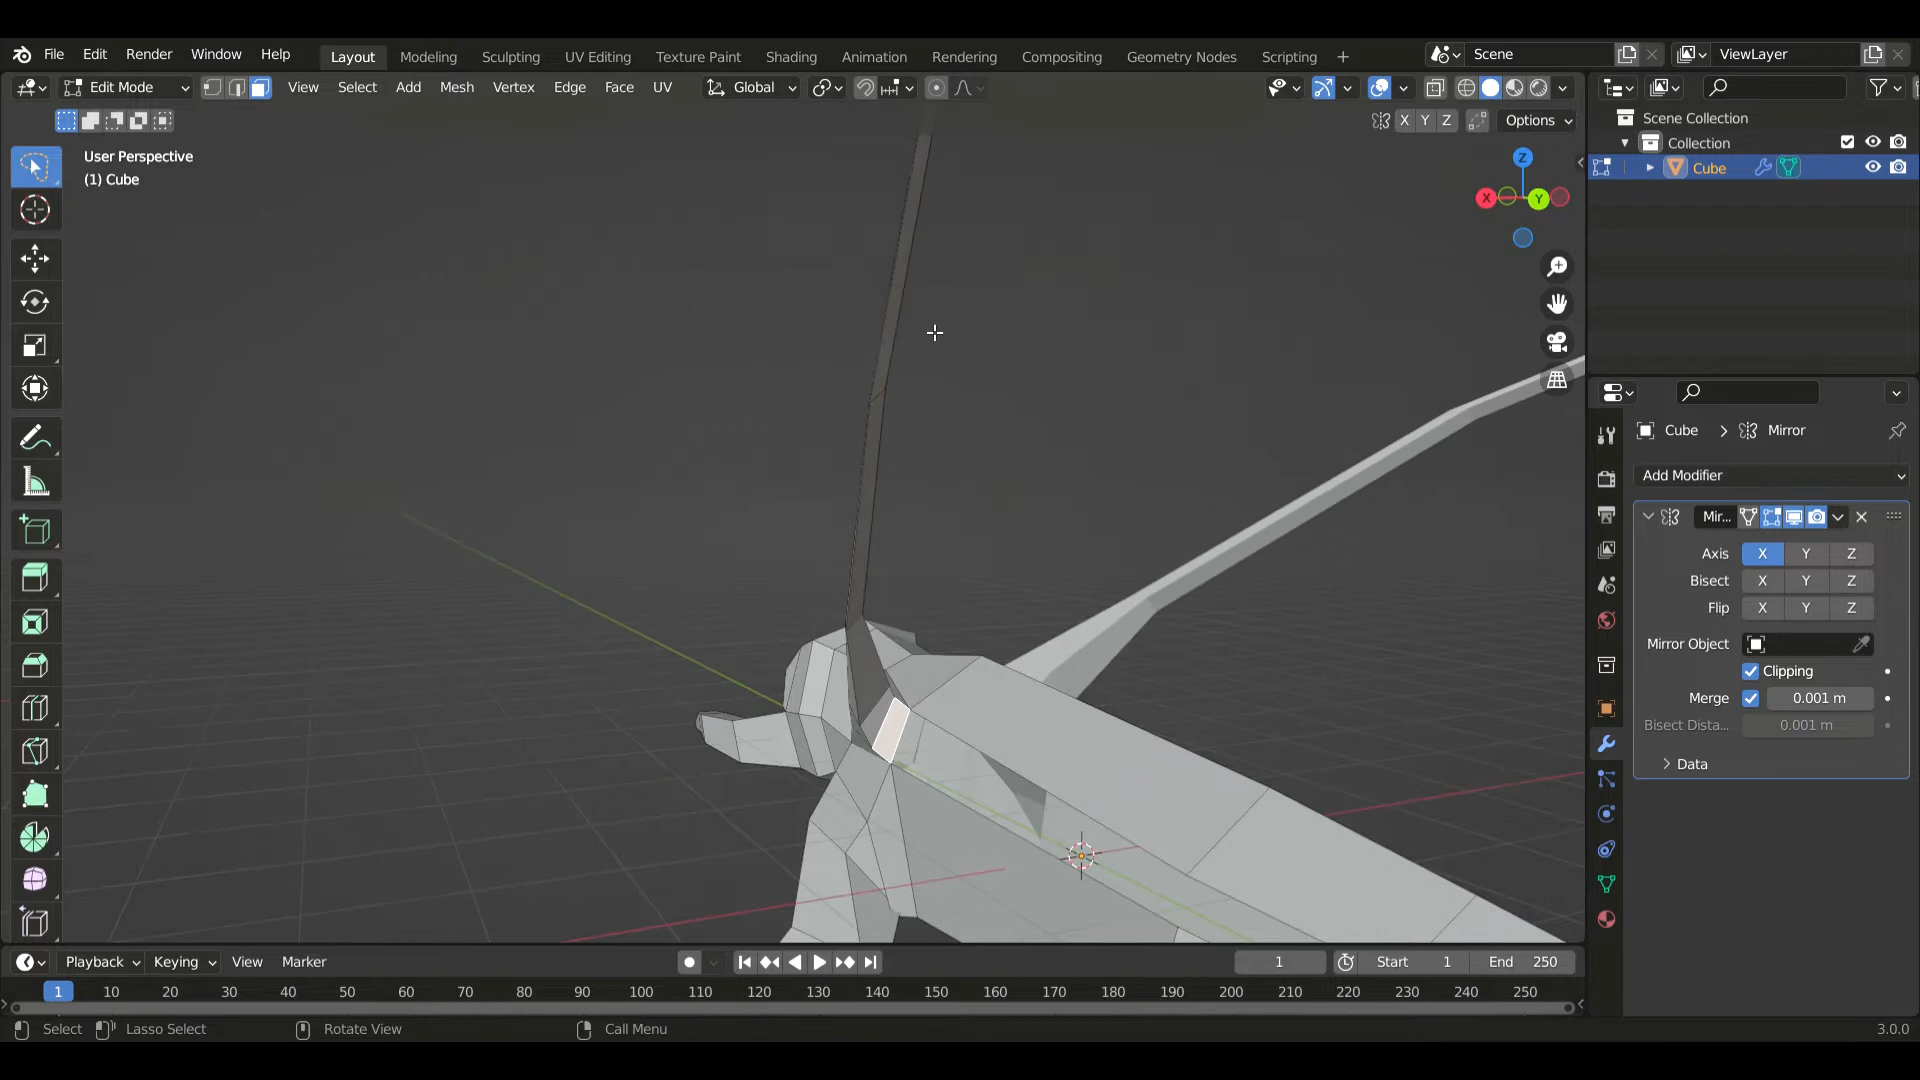 File Edit Render Window Help Layout Modeling Sculpting UV Editing Texture Paint Shading Animation Rendering Compositing Geometry Nodes Scripting + Scene ViewLayer
Edit Mode View Select Add Mesh Vertex Edge Face UV Global
X Y Z Options
Scene Collection
User Perspective
Collection
(1) Cube
Cube
Z
X
Y
Cube > Mirror
Add Modifier
Mir...
Axis X Y Z
Bisect X Y Z
Flip X Y Z
Mirror Object
Clipping
Merge 0.001 m
Bisect Dista... 0.001 m
Data
Playback Keying View Marker 1 Start 1 End 250
1 10 20 30 40 50 60 70 80 90 100 110 120 130 140 150 160 170 180 190 200 210 220 230 240 250
Select Lasso Select Rotate View Call Menu 3.0.0